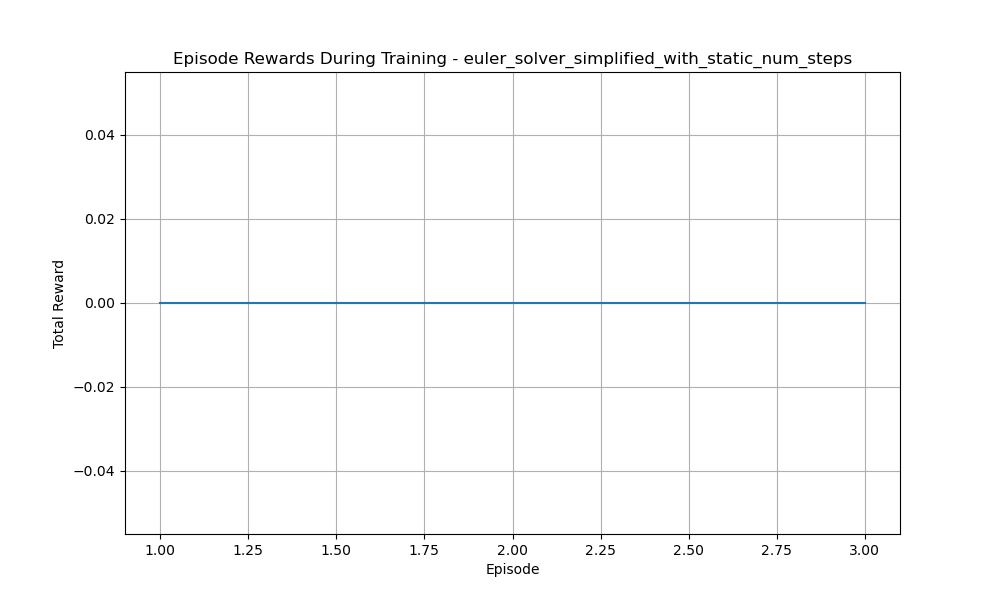 Episode Rewards During Training - euler_solver_simplified_with_static_num_steps
0.04
0.02
0.00
−0.02
−0.04
Total Reward
1.00 1.25 1.50 1.75 2.00 2.25 2.50 2.75 3.00
Episode